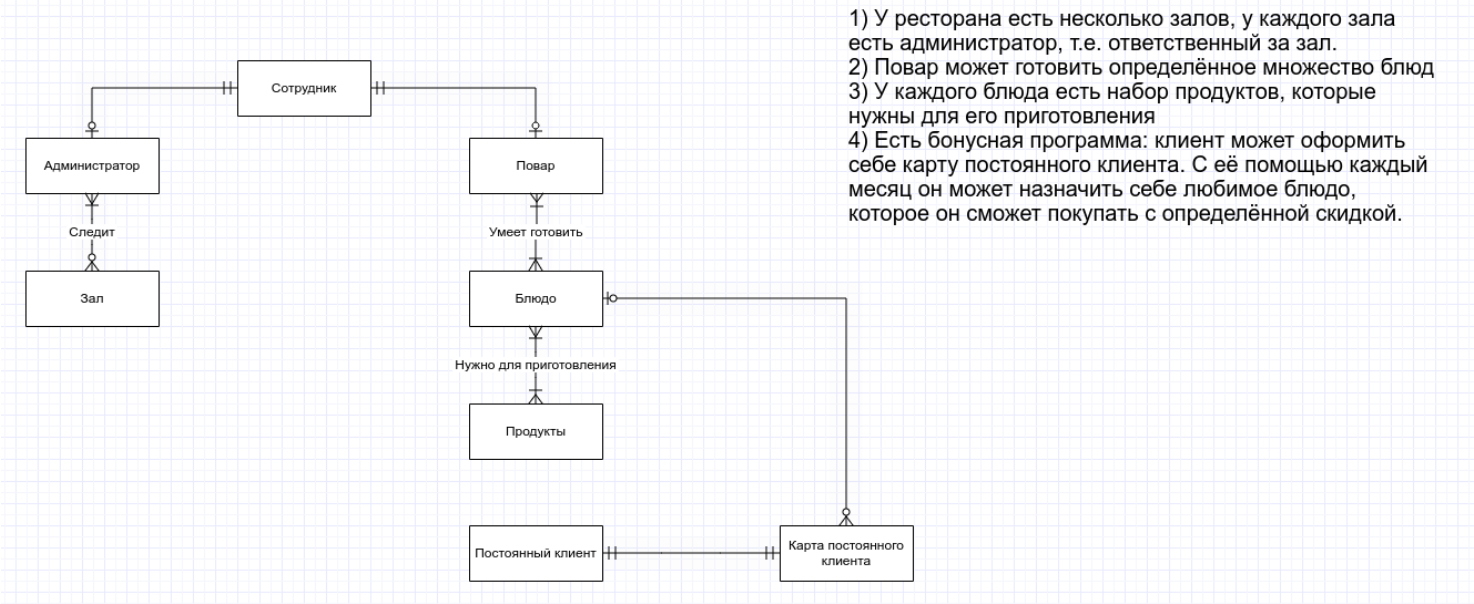 1) У ресторана есть несколько залов, у каждого зала
есть администратор, т.е. ответственный за зал.
2) Повар может готовить определённое множество блюд
3) У каждого блюда есть набор продуктов, которые
нужны для его приготовления
4) Есть бонусная программа: клиент может оформить
себе карту постоянного клиента. С её помощью каждый
месяц он может назначить себе любимое блюдо,
которое он сможет покупать с определённой скидкой.
Сотрудник
Администратор
Повар
Следит
Умеет готовить
Зал
Блюдо
Нужно для приготовления
Продукты
Постоянный клиент
Карта постоянного
клиента